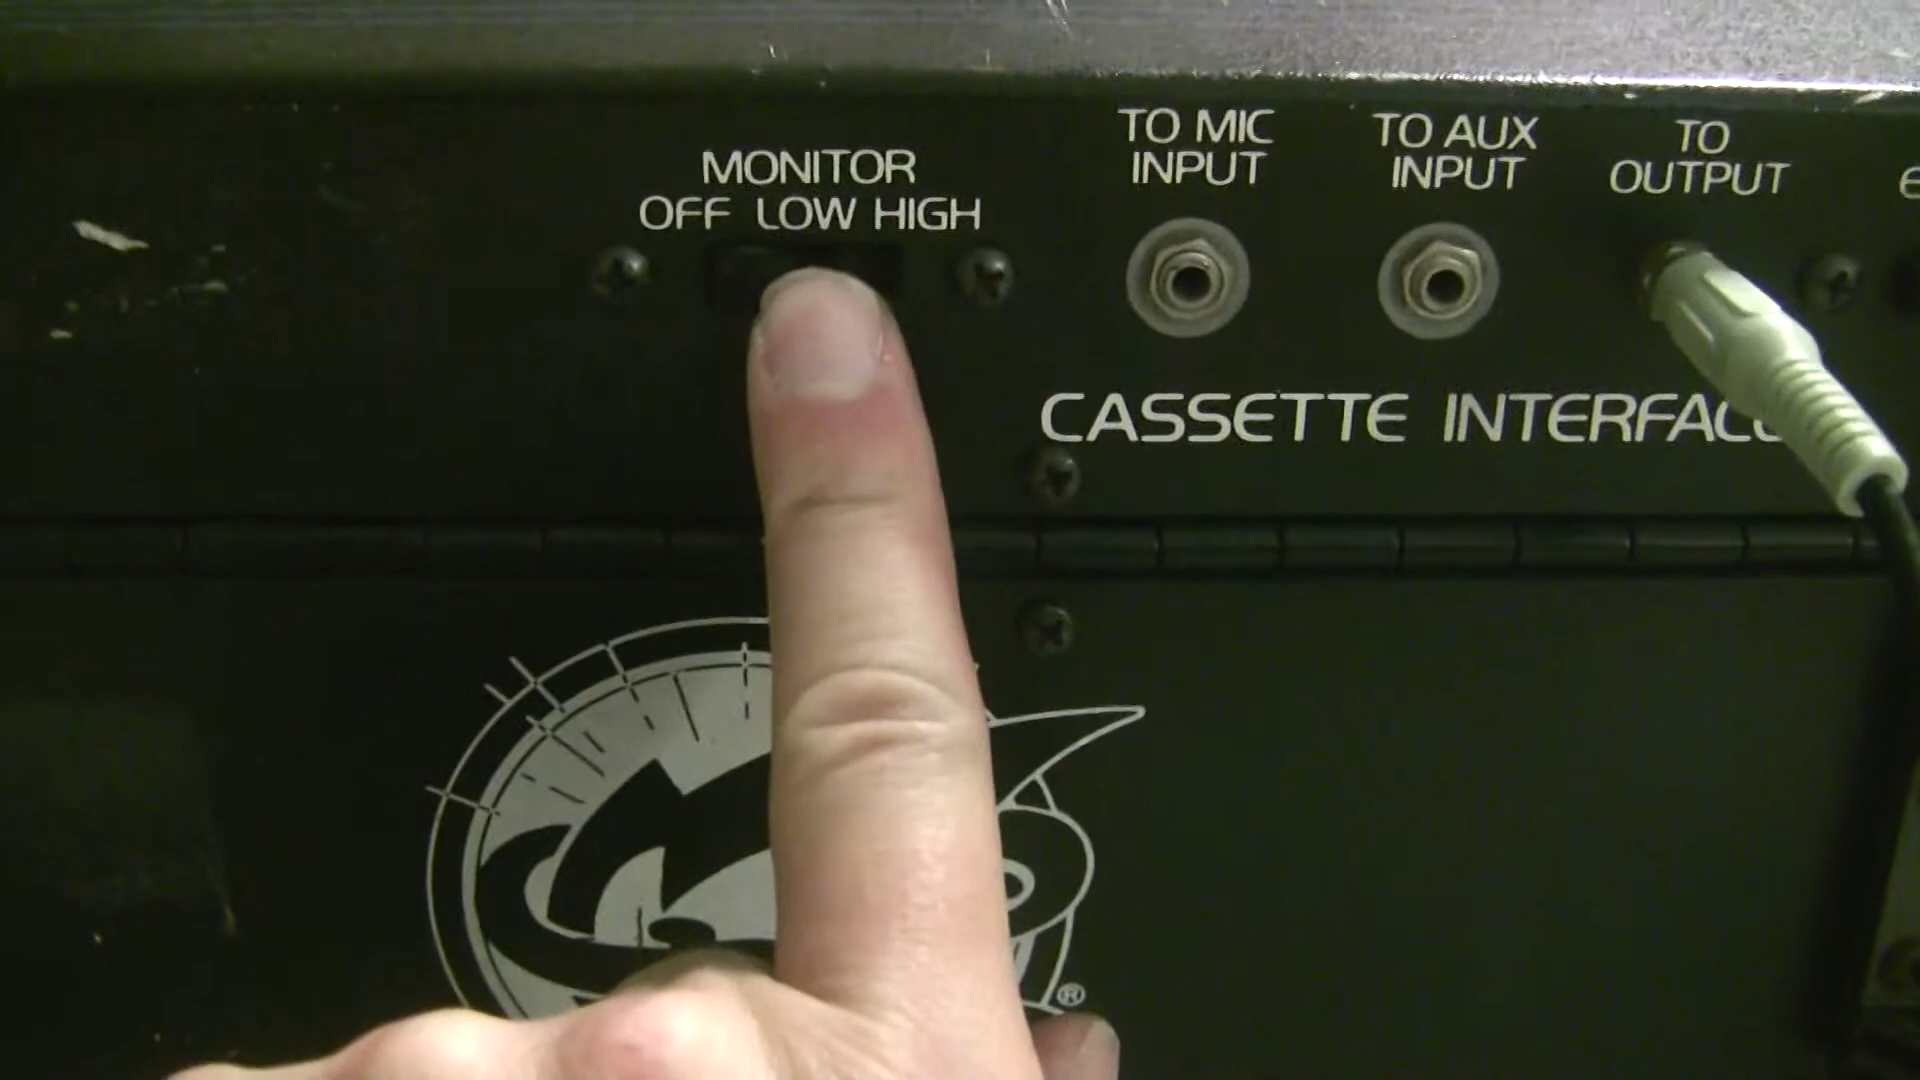 MONITOR
OFF LOW HIGH
TO MIC
INPUT
TO AUX
INPUT
TO
OUTPUT
CASSETTE INTERFAC
®